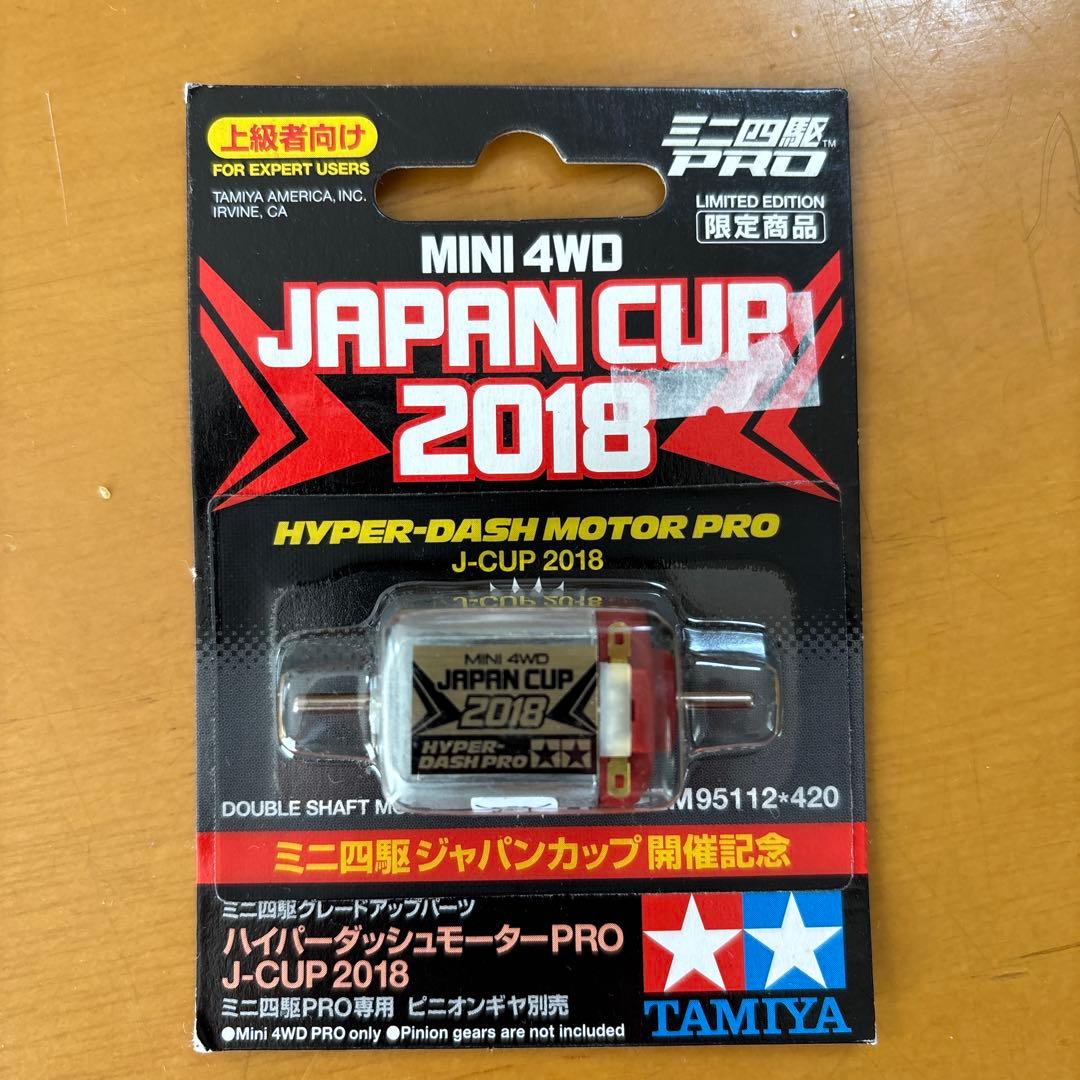 上級者向け
FOR EXPERT USERS
TAMIYA AMERICA, INC.
IRVINE, CA
ミニ四駆™
PRO
LIMITED EDITION
限定商品
MINI 4WD
JAPAN CUP
2018
HYPER-DASH MOTOR PRO
J-CUP 2018
J-CUP 2018
MINI 4WD
JAPAN CUP
2018
HYPER-
DASH PRO
DOUBLE SHAFT
M95112*420
ミニ四駆 ジャパンカップ 開催記念
ミニ四駆グレードアップパーツ
ハイパーダッシュモーターPRO
J-CUP 2018
ミニ四駆PRO専用 ピニオンギヤ別売
●Mini 4WD PRO only ●Pinion gears are not included
TAMIYA